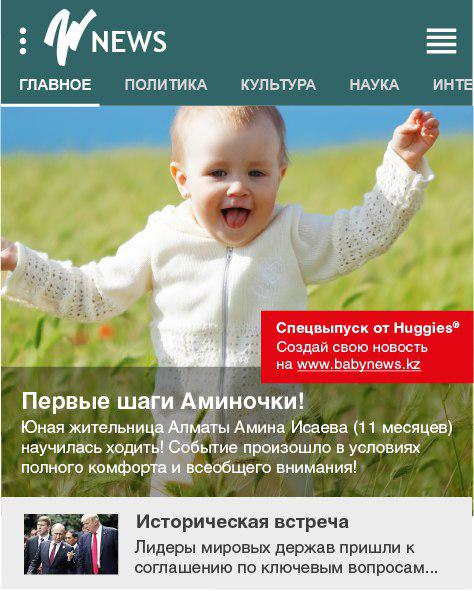 NEWS
ГЛАВНОЕ ПОЛИТИКА КУЛЬТУРА НАУКА ИНТЕ
Спецвыпуск от Huggies®
Создай свою новость
на www.babynews.kz
Первые шаги Аминочки!
Юная жительница Алматы Амина Исаева (11 месяцев)
научилась ходить! Событие произошло в условиях
полного комфорта и всеобщего внимания!
Историческая встреча
Лидеры мировых держав пришли к
соглашению по ключевым вопросам...